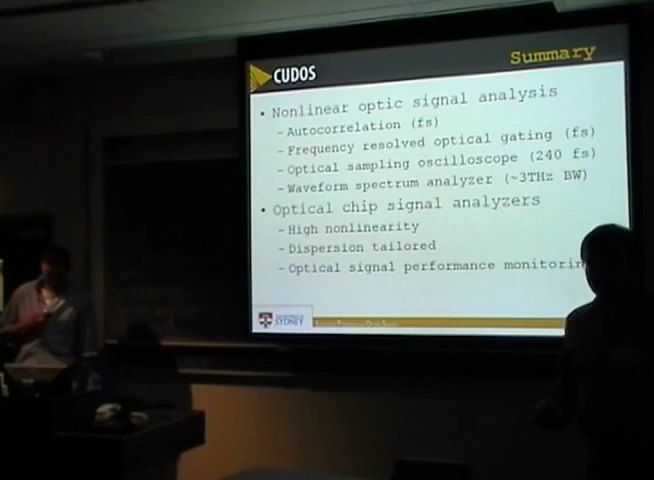 CUDOS
Summary
• Nonlinear optic signal analysis
- Autocorrelation (fs)
- Frequency resolved optical gating (fs)
- Optical sampling oscilloscope (240 fs)
- Waveform spectrum analyzer (~3THz BW)
• Optical chip signal analyzers
- High nonlinearity
- Dispersion tailored
- Optical signal performance monitorin
SYDNEY